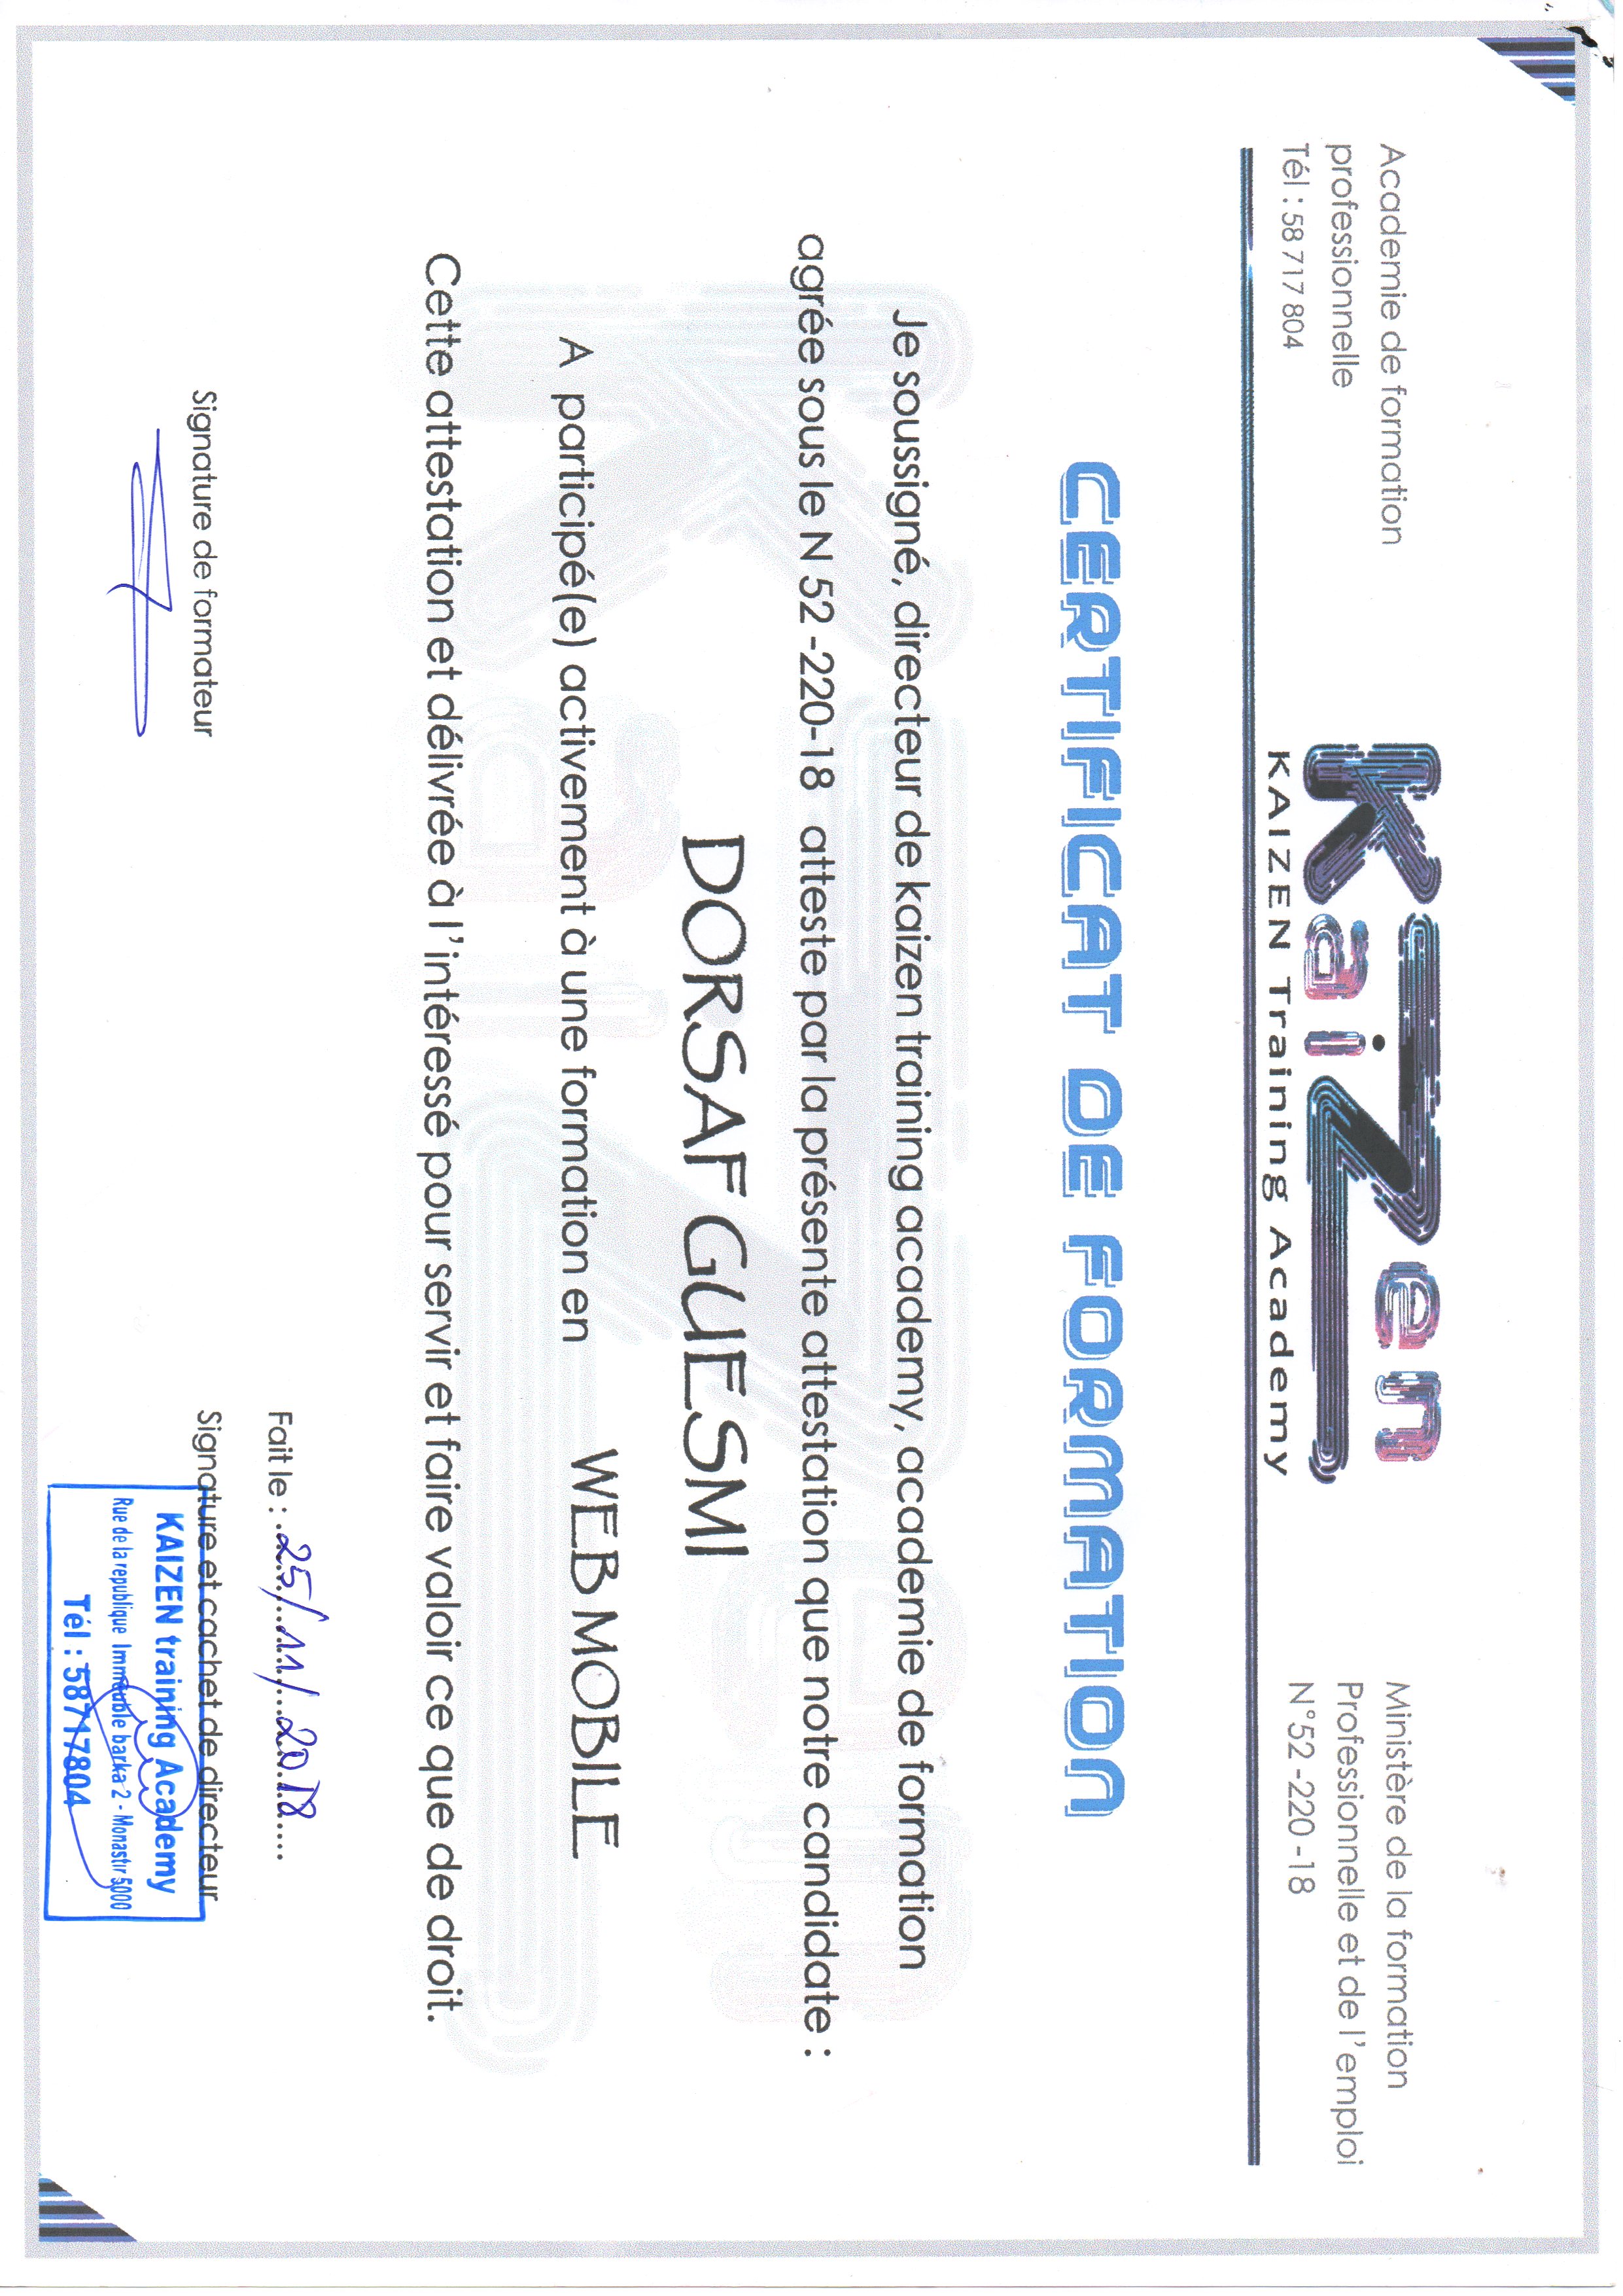 Académie de formation
professionnelle
Tél : 58 717 804
KaiZen
KAIZEN Training Academy
Ministère de la formation
Professionnelle et de l'emploi
N°52 -220 -18
CERTIFICAT DE FORMATION
Je soussigné, directeur de kaizen training academy, academie de formation
agrée sous le N 52 -220-18 atteste par la présente attestation que notre candidate :
DORSAF GUESMI
A participé(e) activement à une formation en WEB MOBILE
Cette attestation et délivrée à l'intéressé pour servir et faire valoir ce que de droit.
Fait le : 25/11/2018
Signature de formateur
Signature et cachet de directeur
KAIZEN training Academy
Rue de la republique Immeuble barka 2 - Monastir 5000
Tél : 58717804